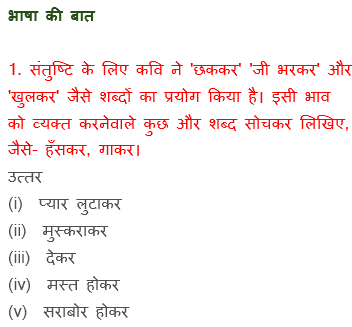 भाषा की बात
1. संतुष्टि के लिए कवि ने 'छककर' 'जी भरकर' और
'खुलकर' जैसे शब्दों का प्रयोग किया है। इसी भाव
को व्यक्त करनेवाले कुछ और शब्द सोचकर लिखिए,
जैसे- हँसकर, गाकर।
उत्तर
(i) प्यार लुटाकर
(ii) मुस्कराकर
(iii) देकर
(iv) मस्त होकर
(v) सराबोर होकर